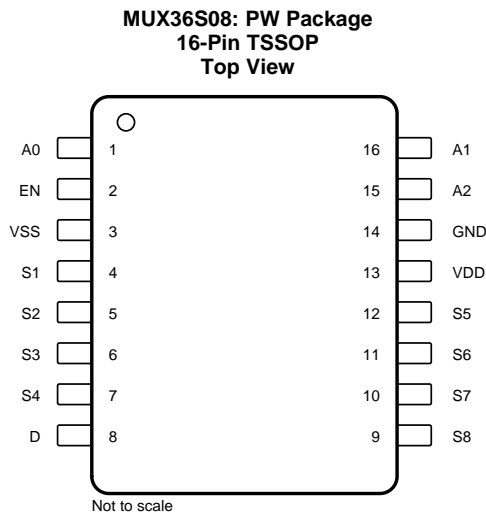 MUX36S08: PW Package
16-Pin TSSOP
Top View
A0 1 16 A1
EN 2 15 A2
VSS 3 14 GND
S1 4 13 VDD
S2 5 12 S5
S3 6 11 S6
S4 7 10 S7
D 8 9 S8
Not to scale